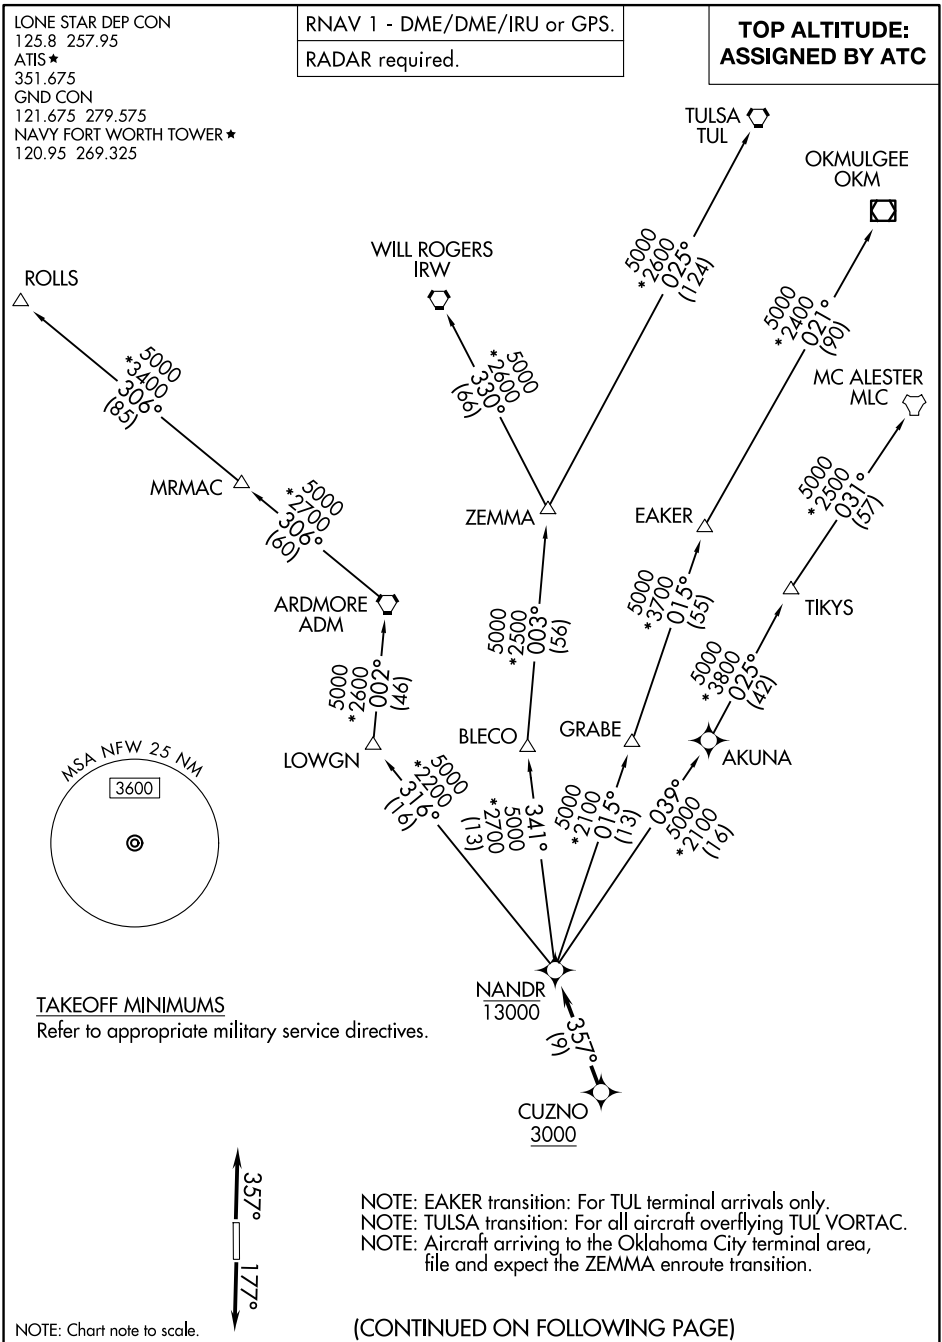 LONE STAR DEP CON
125.8 257.95
ATIS★
351.675
GND CON
121.675 279.575
NAVY FORT WORTH TOWER★
120.95 269.325
RNAV 1 - DME/DME/IRU or GPS.
RADAR required.
TOP ALTITUDE:
ASSIGNED BY ATC
TULSA
TUL
OKMULGEE
OKM
WILL ROGERS
IRW
5000
*2600
025°
(124)
ROLLS
5000
*2400
021°
(90)
5000
*3400
306°
(85)
5000
*2600
330°
(66)
MC ALESTER
MLC
MRMAC
5000
*2700
306°
(60)
ZEMMA
EAKER
5000
*2500
031°
(57)
ARDMORE
ADM
5000
*2500
003°
(56)
5000
*3700
015°
(55)
TIKYS
5000
*2600
002°
(46)
5000
*3800
025°
(42)
LOWGN
BLECO
GRABE
AKUNA
MSA NFW 25 NM
3600
5000
*2200
316°
(16)
341°
5000
*2700
(13)
5000
*2100
015°
(13)
039°
5000
*2100
(16)
NANDR
13000
TAKEOFF MINIMUMS
Refer to appropriate military service directives.
357°
(9)
CUZNO
3000
357°
177°
NOTE: EAKER transition: For TUL terminal arrivals only.
NOTE: TULSA transition: For all aircraft overflying TUL VORTAC.
NOTE: Aircraft arriving to the Oklahoma City terminal area,
file and expect the ZEMMA enroute transition.
NOTE: Chart note to scale.
(CONTINUED ON FOLLOWING PAGE)